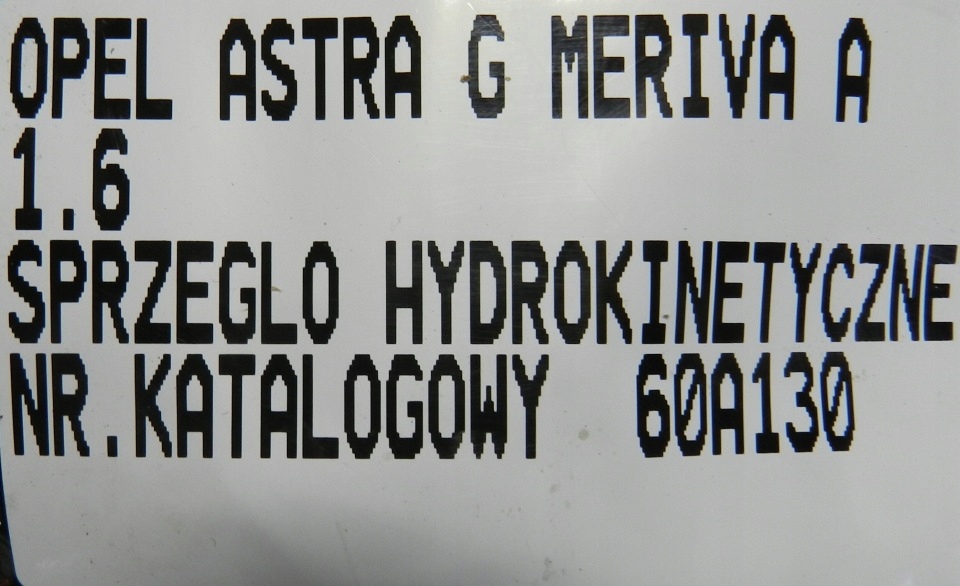 OPEL ASTRA G MERIVA A
1.6
SPRZEGLO HYDROKINETYCZNE
NR.KATALOGOWY 60A130